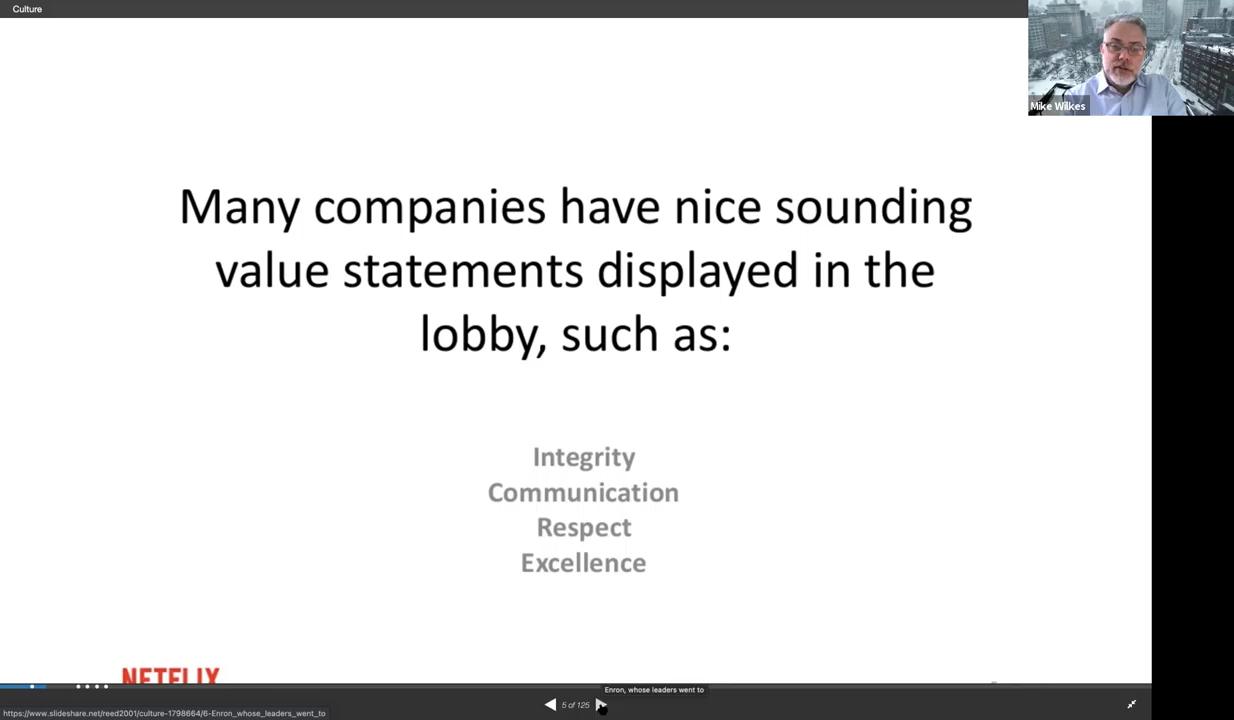 Culture
Mike Wilkes
Many companies have nice sounding
value statements displayed in the
lobby, such as:
Integrity
Communication
Respect
Excellence
NETFLIX
Enron, whose leaders went to
5 of 125
https://www.slideshare.net/reed2001/culture-1798664/6-Enron_whose_leaders_went_to